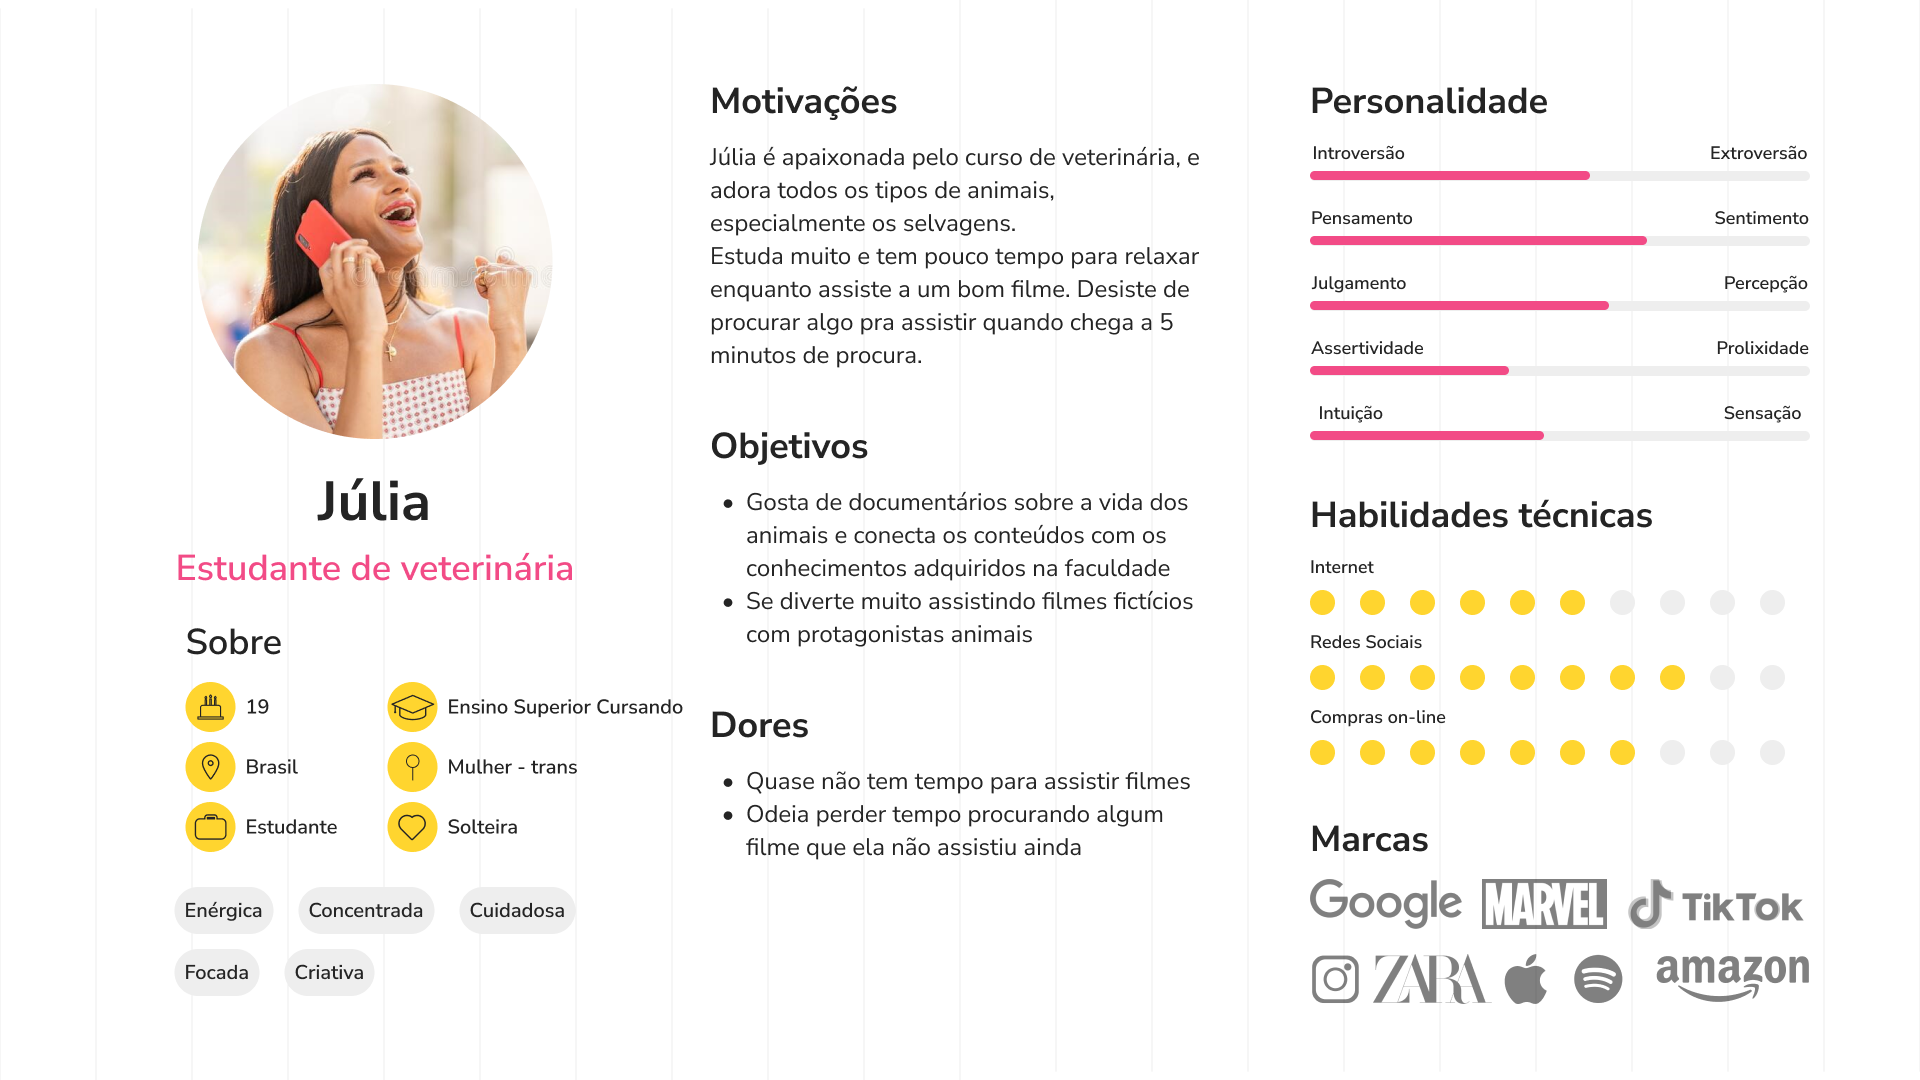 Júlia
Estudante de veterinária
Sobre
19
Ensino Superior Cursando
Brasil
Mulher - trans
Estudante
Solteira
Enérgica
Concentrada
Cuidadosa
Focada
Criativa
Motivações
Júlia é apaixonada pelo curso de veterinária, e
adora todos os tipos de animais,
especialmente os selvagens.
Estuda muito e tem pouco tempo para relaxar
enquanto assiste a um bom filme. Desiste de
procurar algo pra assistir quando chega a 5
minutos de procura.
Objetivos
• Gosta de documentários sobre a vida dos
animais e conecta os conteúdos com os
conhecimentos adquiridos na faculdade
• Se diverte muito assistindo filmes fictícios
com protagonistas animais
Dores
• Quase não tem tempo para assistir filmes
• Odeia perder tempo procurando algum
filme que ela não assistiu ainda
Personalidade
Introversão Extroversão
Pensamento Sentimento
Julgamento Percepção
Assertividade Prolixidade
Intuição Sensação
Habilidades técnicas
Internet
Redes Sociais
Compras on-line
Marcas
Google MARVEL TikTok
ZARA amazon